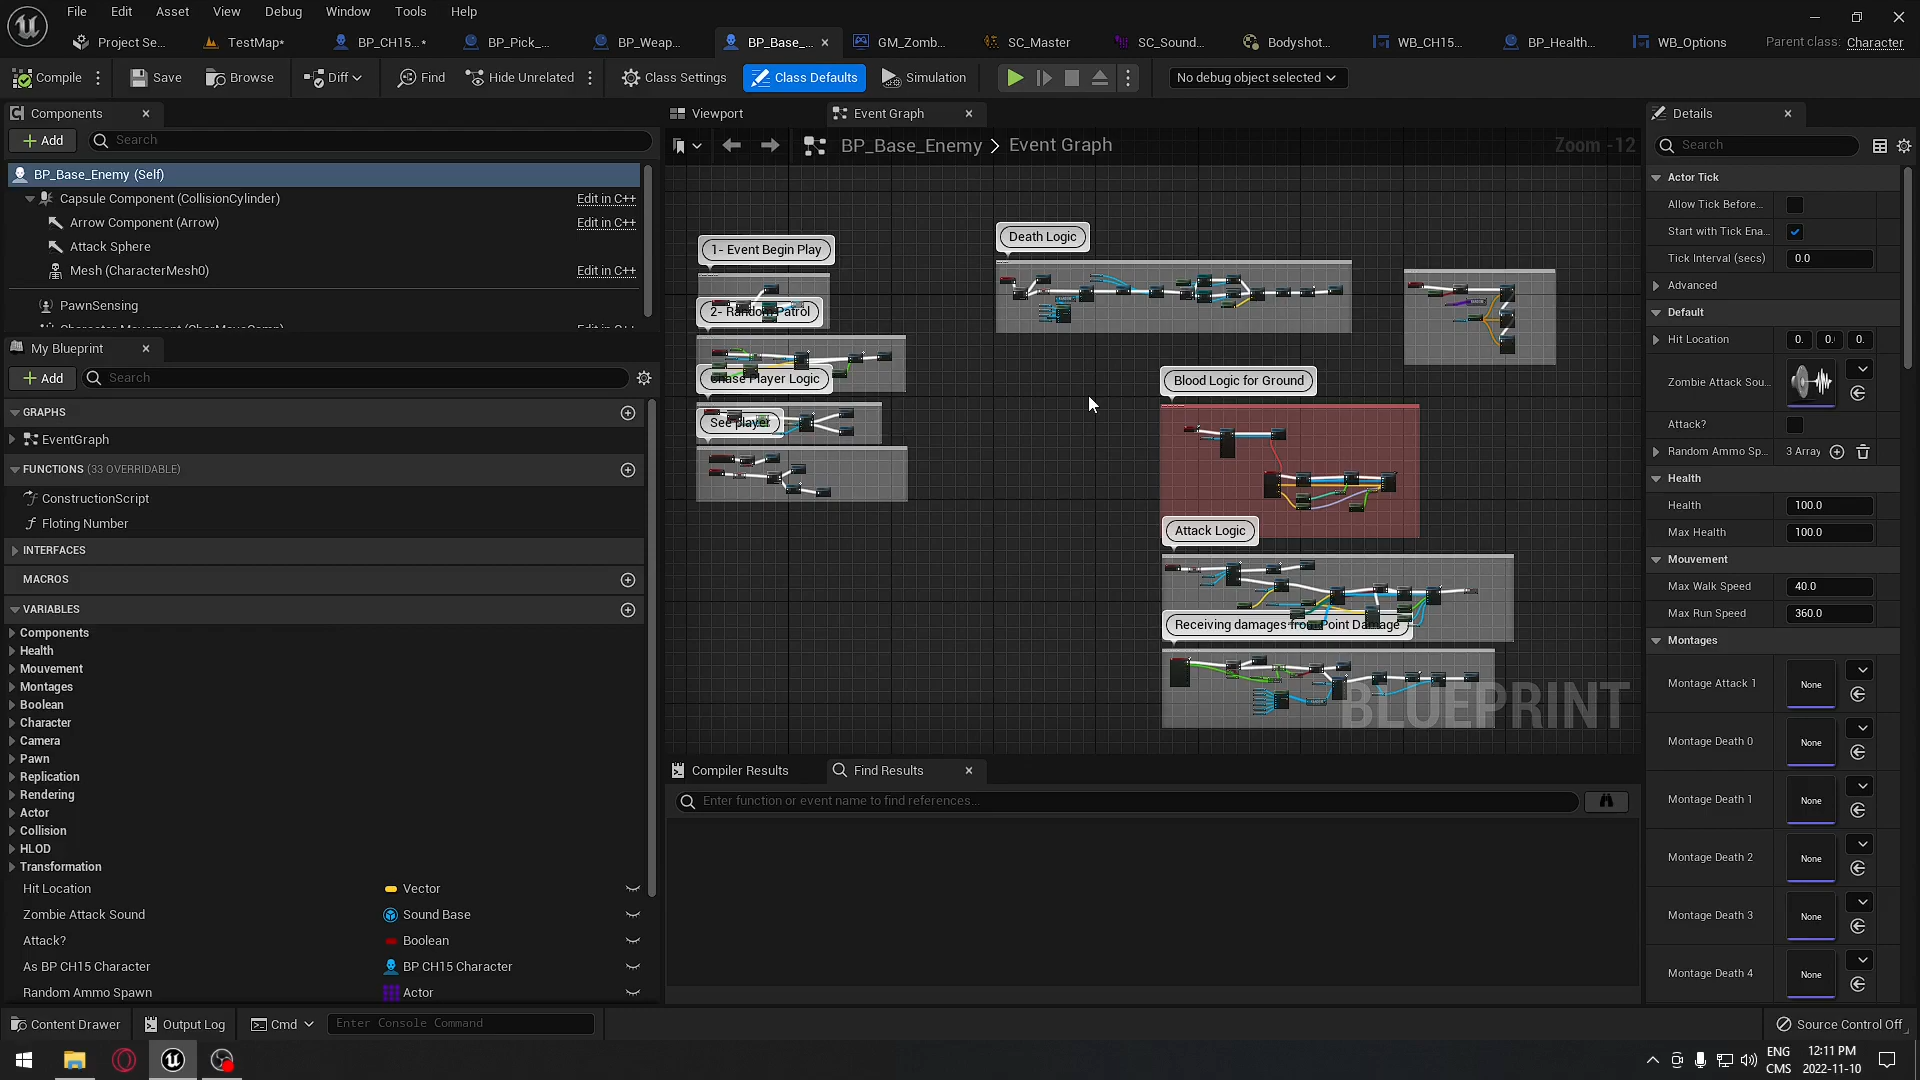 File Edit Asset View Debug Window Tools Help
Project Se... TestMap* BP_CH15...* BP_Pick_... BP_Weap... BP_Base_... GM_Zomb... SC_Master SC_Sound... Bodyshot... WB_CH15... BP_Health... WB_Options Parent class: Character
Compile Save Browse Diff Find Hide Unrelated Class Settings Class Defaults Simulation No debug object selected
Components
Add Search
BP_Base_Enemy (Self)
Capsule Component (CollisionCylinder) Edit in C++
Arrow Component (Arrow) Edit in C++
Attack Sphere
Mesh (CharacterMesh0) Edit in C++
PawnSensing
Character Movement (CharMoveComp) Edit in C++
My Blueprint
Add Search
GRAPHS
EventGraph
FUNCTIONS (33 OVERRIDABLE)
ConstructionScript
Floting Number
INTERFACES
MACROS
VARIABLES
Components
Health
Mouvement
Montages
Boolean
Character
Camera
Pawn
Replication
Rendering
Actor
Collision
HLOD
Transformation
Hit Location Vector
Zombie Attack Sound Sound Base
Attack? Boolean
As BP CH15 Character BP CH15 Character
Random Ammo Spawn Actor
Viewport Event Graph
BP_Base_Enemy > Event Graph Zoom -12
1- Event Begin Play
2- Random Patrol
Chase Player Logic
See player
Death Logic
Blood Logic for Ground
Attack Logic
Receiving damages from Point Damage
BLUEPRINT
Compiler Results Find Results
Enter function or event name to find references...
Details
Search
Actor Tick
Allow Tick Before...
Start with Tick Ena...
Tick Interval (secs) 0.0
Advanced
Default
Hit Location 0. 0. 0.
Zombie Attack Sou...
Attack?
Random Ammo Sp... 3 Array
Health
Health 100.0
Max Health 100.0
Mouvement
Max Walk Speed 40.0
Max Run Speed 360.0
Montages
Montage Attack 1 None
Montage Death 0 None
Montage Death 1 None
Montage Death 2 None
Montage Death 3 None
Montage Death 4 None
Content Drawer Output Log Cmd Enter Console Command Source Control Off
ENG 12:11 PM
CMS 2022-11-10